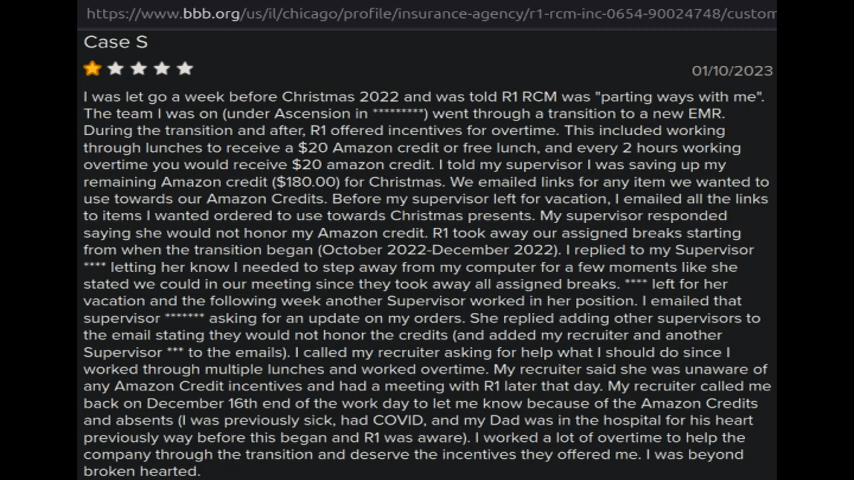 https://www.bbb.org/us/il/chicago/profile/insurance-agency/r1-rcm-inc-0654-90024748/custom
Case S
01/10/2023
I was let go a week before Christmas 2022 and was told R1 RCM was "parting ways with me".
The team I was on (under Ascension in *********) went through a transition to a new EMR.
During the transition and after, R1 offered incentives for overtime. This included working
through lunches to receive a $20 Amazon credit or free lunch, and every 2 hours working
overtime you would receive $20 amazon credit. I told my supervisor I was saving up my
remaining Amazon credit ($180.00) for Christmas. We emailed links for any item we wanted to
use towards our Amazon Credits. Before my supervisor left for vacation, I emailed all the links
to items I wanted ordered to use towards Christmas presents. My supervisor responded
saying she would not honor my Amazon credit. R1 took away our assigned breaks starting
from when the transition began (October 2022-December 2022). I replied to my Supervisor
**** letting her know I needed to step away from my computer for a few moments like she
stated we could in our meeting since they took away all assigned breaks. **** left for her
vacation and the following week another Supervisor worked in her position. I emailed that
supervisor ******* asking for an update on my orders. She replied adding other supervisors to
the email stating they would not honor the credits (and added my recruiter and another
Supervisor *** to the emails). I called my recruiter asking for help what I should do since I
worked through multiple lunches and worked overtime. My recruiter said she was unaware of
any Amazon Credit incentives and had a meeting with R1 later that day. My recruiter called me
back on December 16th end of the work day to let me know because of the Amazon Credits
and absents (I was previously sick, had COVID, and my Dad was in the hospital for his heart
previously way before this began and R1 was aware). I worked a lot of overtime to help the
company through the transition and deserve the incentives they offered me. I was beyond
broken hearted.